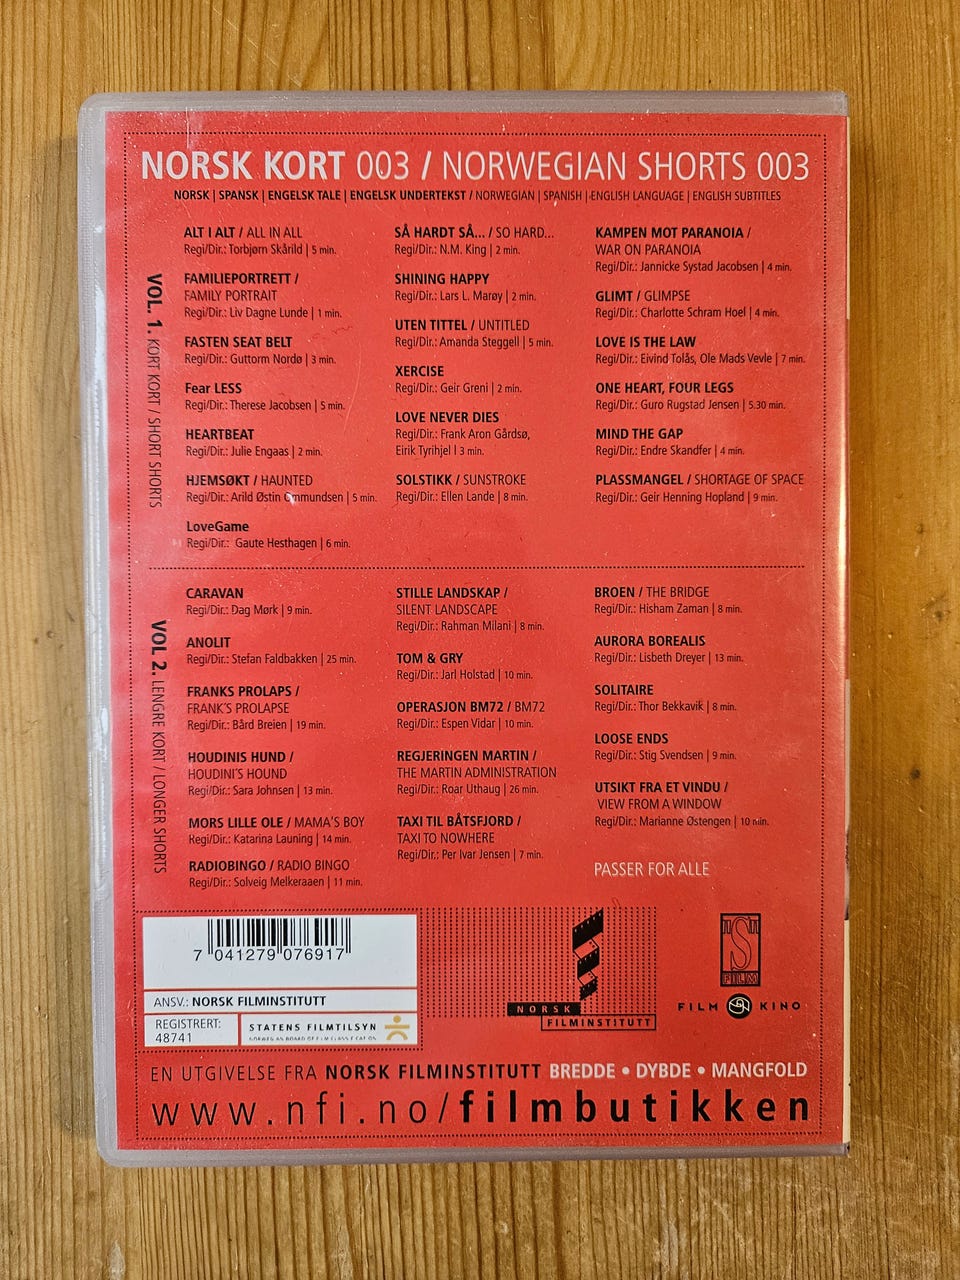 NORSK KORT 003 / NORWEGIAN SHORTS 003
NORSK | SPANSK | ENGELSK TALE | ENGELSK UNDERTEKST / NORWEGIAN | SPANISH | ENGLISH LANGUAGE | ENGLISH SUBTITLES
VOL. 1. KORT KORT / SHORT SHORTS
ALT I ALT / ALL IN ALL
Regi/Dir.: Torbjørn Skårild | 5 min.
FAMILIEPORTRETT /
FAMILY PORTRAIT
Regi/Dir.: Liv Dagne Lunde | 1 min.
FASTEN SEAT BELT
Regi/Dir.: Guttorm Nordø | 3 min.
Fear LESS
Regi/Dir.: Therese Jacobsen | 5 min.
HEARTBEAT
Regi/Dir.: Julie Engaas | 2 min.
HJEMSØKT / HAUNTED
Regi/Dir.: Arild Østin Ommundsen | 5 min.
LoveGame
Regi/Dir.: Gaute Hesthagen | 6 min.
SÅ HARDT SÅ... / SO HARD...
Regi/Dir.: N.M. King | 2 min.
SHINING HAPPY
Regi/Dir.: Lars L. Marøy | 2 min.
UTEN TITTEL / UNTITLED
Regi/Dir.: Amanda Steggell | 5 min.
XERCISE
Regi/Dir.: Geir Greni | 2 min.
LOVE NEVER DIES
Regi/Dir.: Frank Aron Gårdsø,
Eirik Tyrihjel | 3 min.
SOLSTIKK / SUNSTROKE
Regi/Dir.: Ellen Lande | 8 min.
KAMPEN MOT PARANOIA /
WAR ON PARANOIA
Regi/Dir.: Jannicke Systad Jacobsen | 4 min.
GLIMT / GLIMPSE
Regi/Dir.: Charlotte Schram Hoel | 4 min.
LOVE IS THE LAW
Regi/Dir.: Eivind Tolås, Ole Mads Vevle | 7 min.
ONE HEART, FOUR LEGS
Regi/Dir.: Guro Rugstad Jensen | 5.30 min.
MIND THE GAP
Regi/Dir.: Endre Skandfer | 4 min.
PLASSMANGEL / SHORTAGE OF SPACE
Regi/Dir.: Geir Henning Hopland | 9 min.
VOL 2. LENGRE KORT / LONGER SHORTS
CARAVAN
Regi/Dir.: Dag Mørk | 9 min.
ANOLIT
Regi/Dir.: Stefan Faldbakken | 25 min.
FRANKS PROLAPS /
FRANK'S PROLAPSE
Regi/Dir.: Bård Breien | 19 min.
HOUDINIS HUND /
HOUDINI'S HOUND
Regi/Dir.: Sara Johnsen | 13 min.
MORS LILLE OLE / MAMA'S BOY
Regi/Dir.: Katarina Launing | 14 min.
RADIOBINGO / RADIO BINGO
Regi/Dir.: Solveig Melkeraaen | 11 min.
STILLE LANDSKAP /
SILENT LANDSCAPE
Regi/Dir.: Rahman Milani | 8 min.
TOM & GRY
Regi/Dir.: Jarl Holstad | 10 min.
OPERASJON BM72 / BM72
Regi/Dir.: Espen Vidar | 10 min.
REGJERINGEN MARTIN /
THE MARTIN ADMINISTRATION
Regi/Dir.: Roar Uthaug | 26 min.
TAXI TIL BÅTSFJORD /
TAXI TO NOWHERE
Regi/Dir.: Per Ivar Jensen | 7 min.
BROEN / THE BRIDGE
Regi/Dir.: Hisham Zaman | 8 min.
AURORA BOREALIS
Regi/Dir.: Lisbeth Dreyer | 13 min.
SOLITAIRE
Regi/Dir.: Thor Bekkavik | 8 min.
LOOSE ENDS
Regi/Dir.: Stig Svendsen | 9 min.
UTSIKT FRA ET VINDU /
VIEW FROM A WINDOW
Regi/Dir.: Marianne Østengen | 10 min.
PASSER FOR ALLE
7 041279 076917
ANSV.: NORSK FILMINSTITUTT
REGISTRERT:
48741
STATENS FILMTILSYN
NORWEGIAN BOARD OF FILM CLASSIFICATION
NORSK
FILMINSTITUTT
S
FILM
FILM & KINO
EN UTGIVELSE FRA NORSK FILMINSTITUTT BREDDE • DYBDE • MANGFOLD
www.nfi.no/filmbutikken